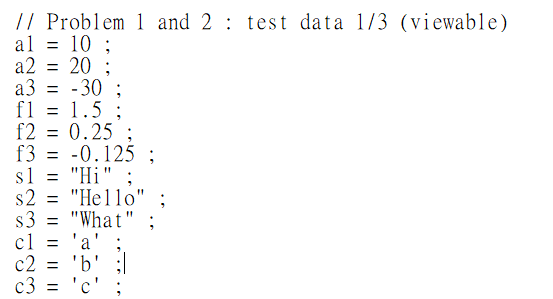 // Problem 1 and 2 : test data 1/3 (viewable)
a1 = 10 ;
a2 = 20 ;
a3 = -30 ;
f1 = 1.5 ;
f2 = 0.25 ;
f3 = -0.125 ;
s1 = "Hi" ;
s2 = "Hello" ;
s3 = "What" ;
c1 = 'a' ;
c2 = 'b' ;
c3 = 'c' ;